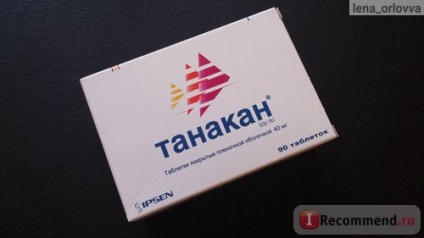 lena_orlovva
танакан®
EGb 761
Таблетки покрытые пленочной оболочкой 40 мг
90 таблеток
IPSEN
IRecommend.ru